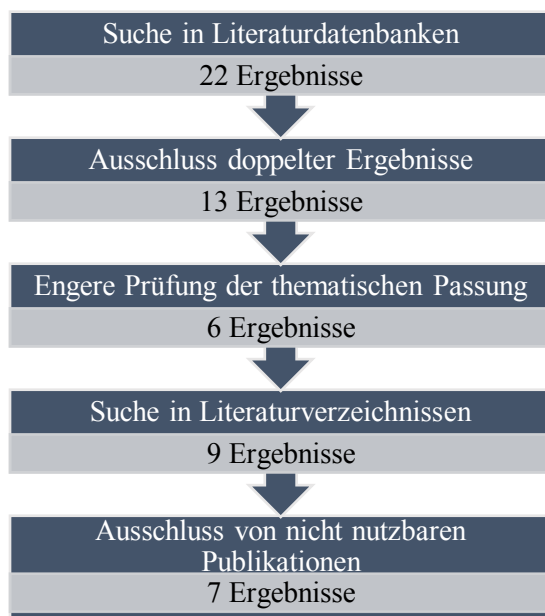 Suche in Literaturdatenbanken
22 Ergebnisse
Ausschluss doppelter Ergebnisse
13 Ergebnisse
Engere Prüfung der thematischen Passung
6 Ergebnisse
Suche in Literaturverzeichnissen
9 Ergebnisse
Ausschluss von nicht nutzbaren
Publikationen
7 Ergebnisse